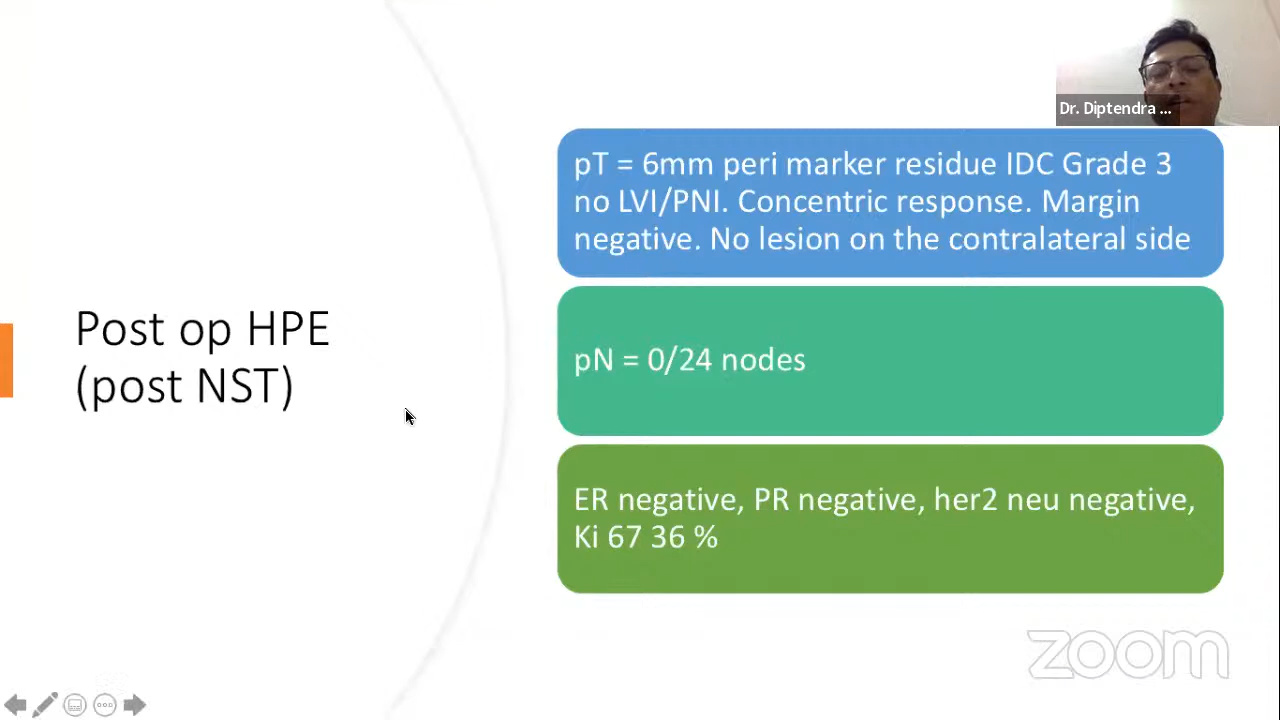 Dr. Diptendra ...
pT = 6mm peri marker residue IDC Grade 3
no LVI/PNI. Concentric response. Margin
negative. No lesion on the contralateral side
Post op HPE
(post NST)
pN = 0/24 nodes
ER negative, PR negative, her2 neu negative,
Ki 67 36 %
zoom